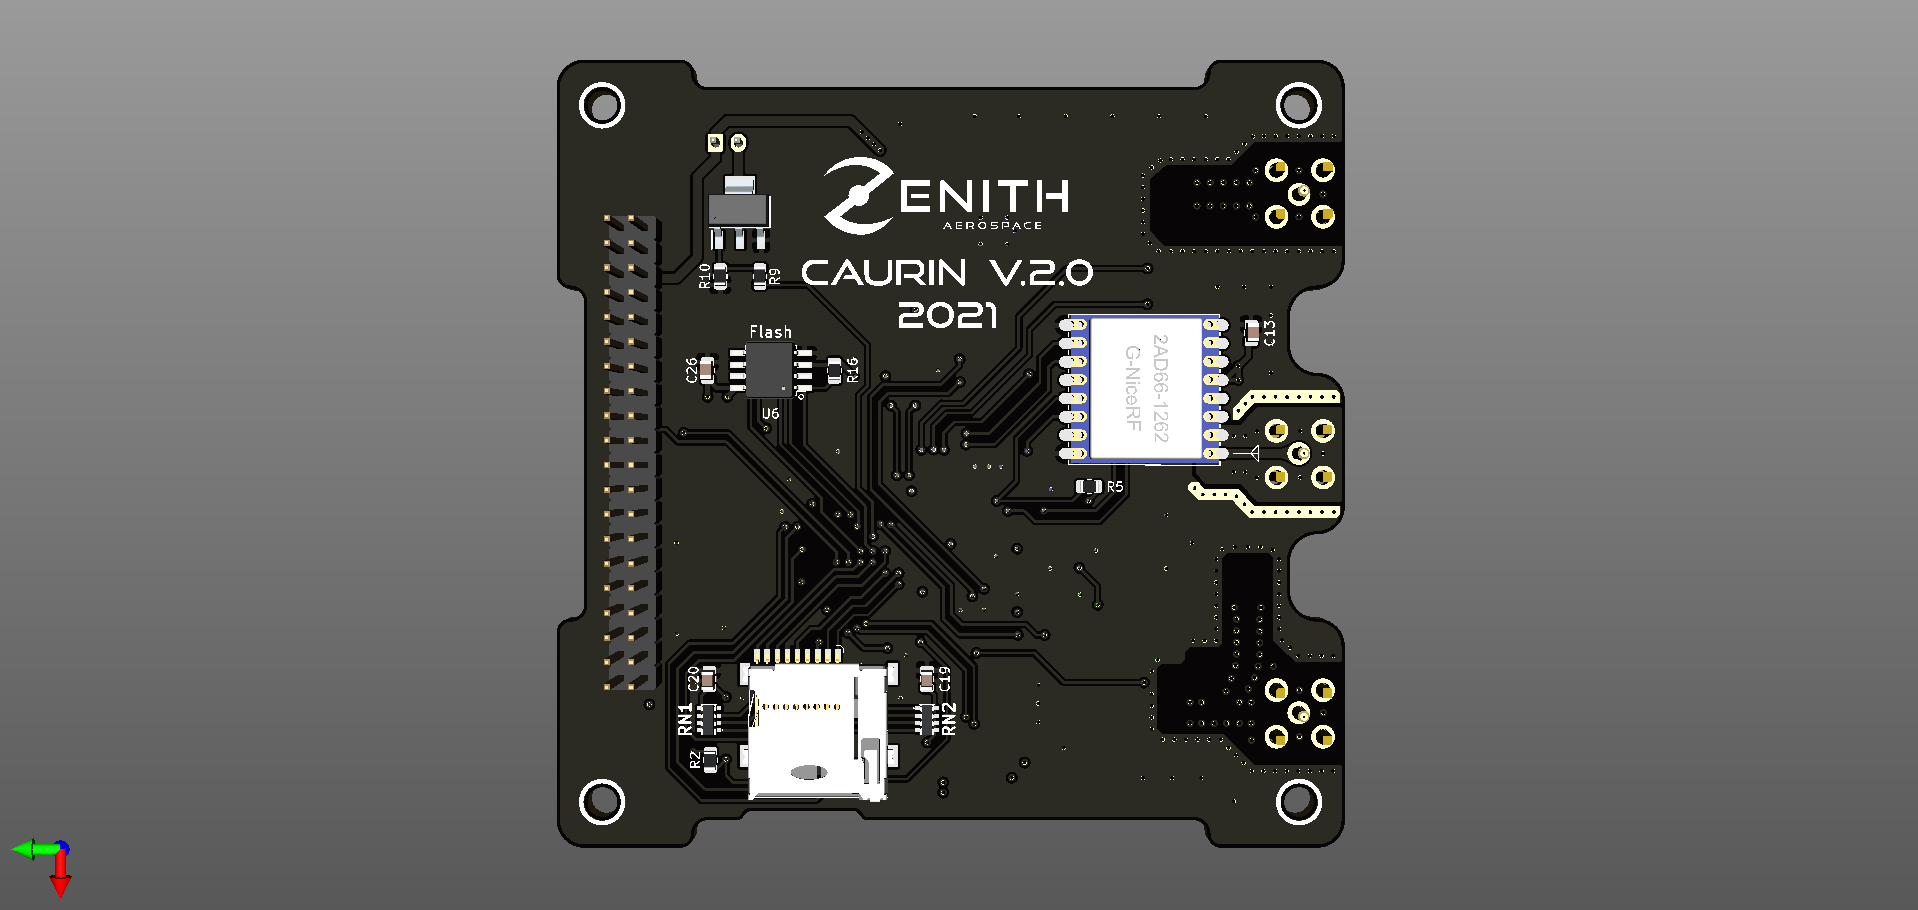 ZENITH
AEROSPACE
CAURIN V.2.0
2021
R10
R9
Flash
C26
R16
U6
2AD66-1262
G-NiceRF
C13
R5
C20
C19
RN1
RN2
R2